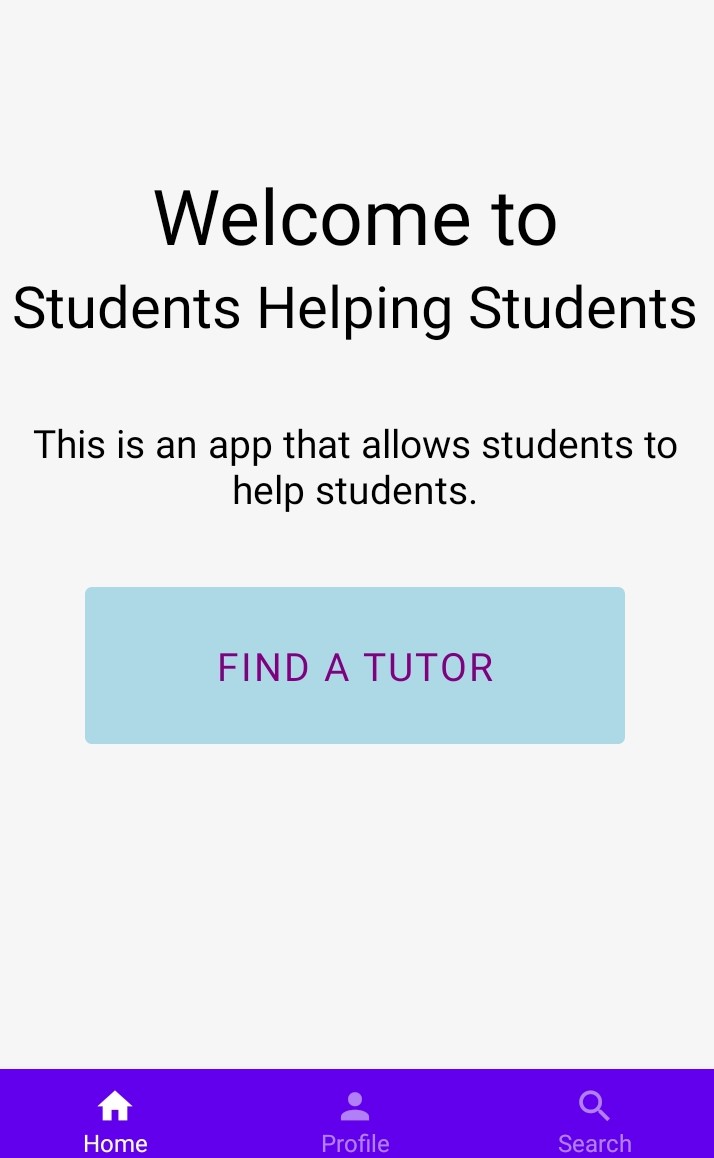 Welcome to
Students Helping Students
This is an app that allows students to
help students.
FIND A TUTOR
Home
Profile
Search